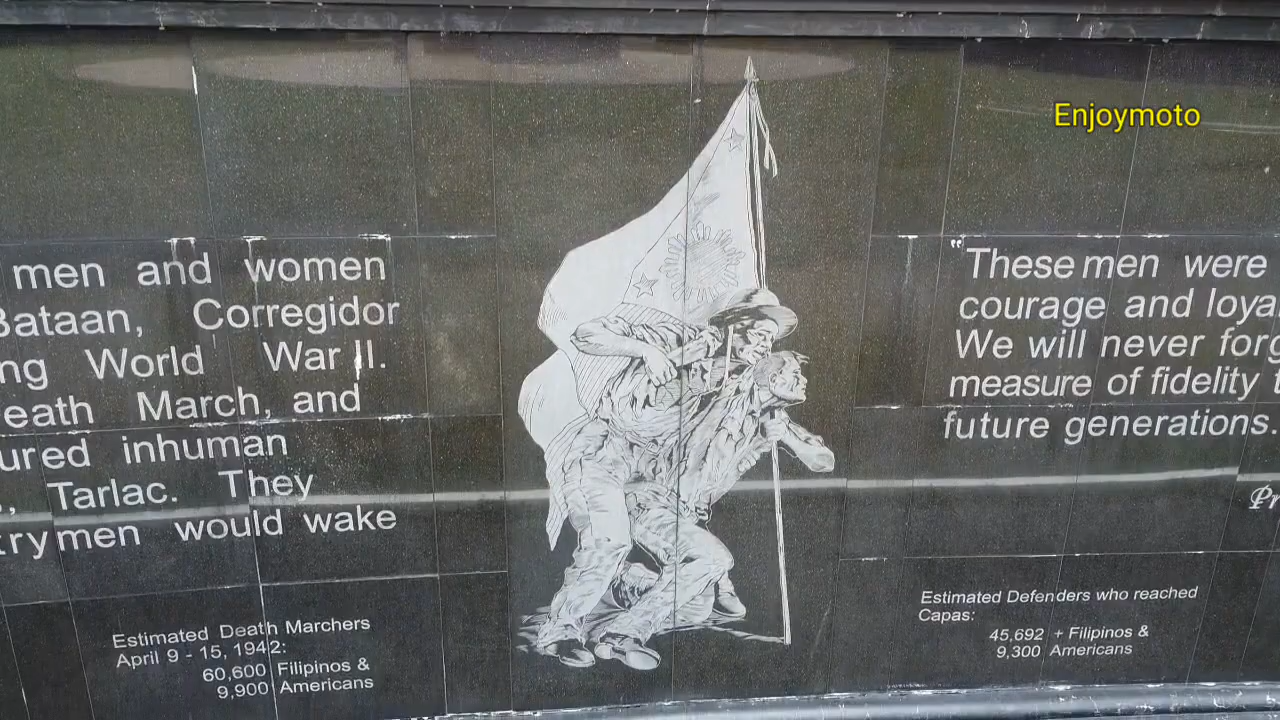 Enjoymoto
men and women
Bataan, Corregidor
ng World War II.
eath March, and
ured inhuman
, Tarlac. They
trymen would wake
Estimated Death Marchers
April 9 - 15, 1942:
60,600 Filipinos &
9,900 Americans
"These men were
courage and loya
We will never forg
measure of fidelity
future generations.
Estimated Defenders who reached
Capas:
45,692 + Filipinos &
9,300 Americans